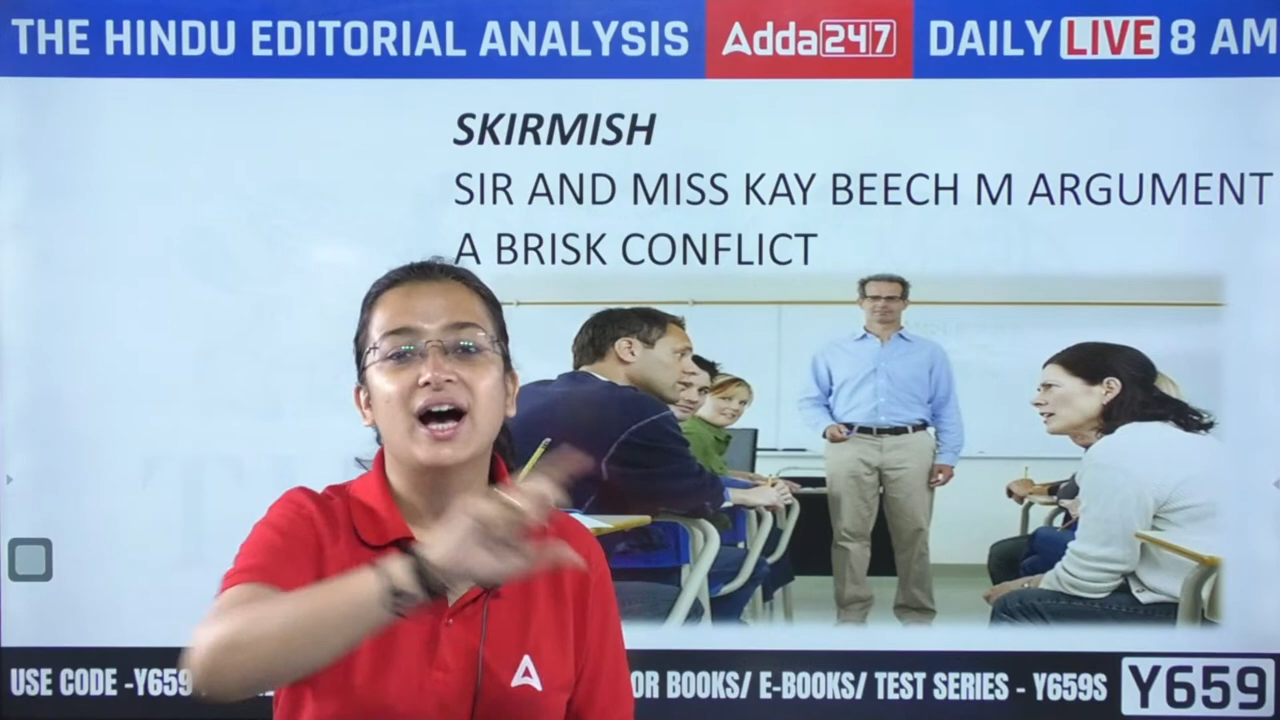 THE HINDU EDITORIAL ANALYSIS
Adda247
DAILY LIVE 8 AM
SKIRMISH
SIR AND MISS KAY BEECH M ARGUMENT
A BRISK CONFLICT
USE CODE -Y659
OR BOOKS/ E-BOOKS/ TEST SERIES - Y659S
Y659